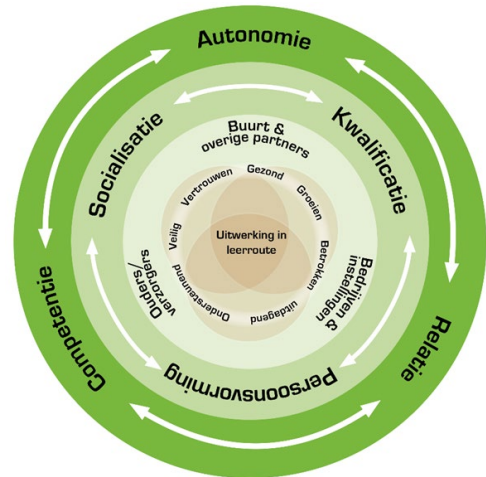 Autonomie
Socialisatie
Kwalificatie
Buurt &
overige partners
Vertrouwen
Gezond
Groeien
Veilig
Uitwerking in
leerroute
Betrokken
Ouders/
verzorgers
Bedrijven &
instellingen
Ondersteunend
uitdagend
Competentie
Persoonsvorming
Relatie